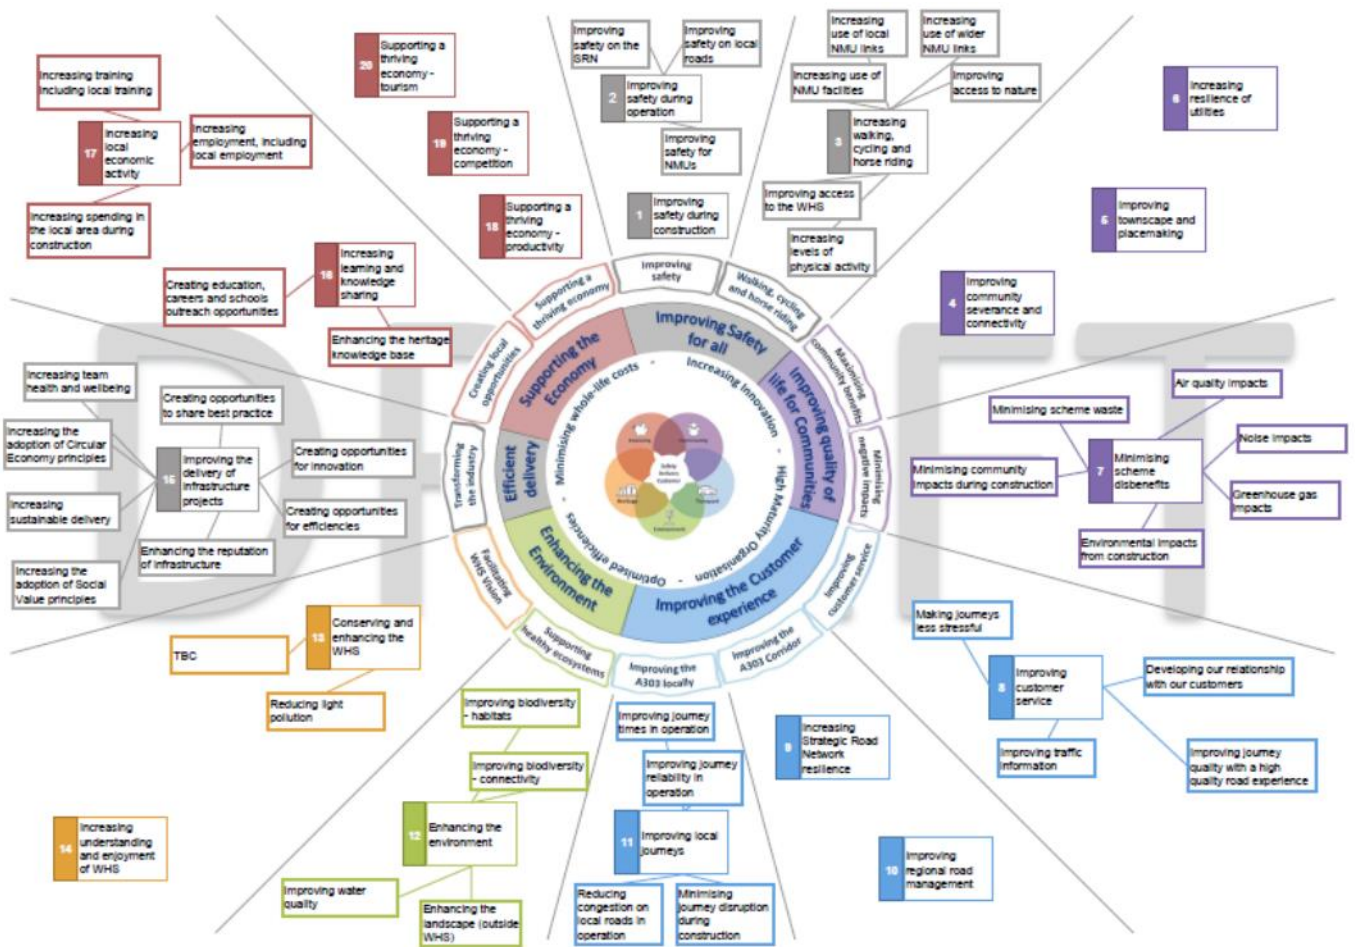 DRAFT
20
Supporting a
thriving
economy -
tourism
19
Supporting a
thriving
economy -
competition
18
Supporting a
thriving
economy -
productivity
Increasing training
including local training
17
Increasing
local
economic
activity
Increasing
employment, including
local employment
Increasing spending in
the local area during
construction
16
Increasing
learning and
knowledge
sharing
Creating education,
careers and schools
outreach opportunities
Enhancing the heritage
knowledge base
Improving
safety on the
SRN
Improving
safety on local
roads
2
Improving
safety during
operation
Improving
safety for
NMUs
1
Improving
safety during
construction
Increasing
use of local
NMU links
Increasing
use of wider
NMU links
Increasing use of
NMU facilities
Improving
access to nature
3
Increasing
walking,
cycling and
horse riding
Improving access
to the WHS
Increasing
levels of
physical activity
6
Increasing
resilience of
utilities
5
Improving
townscape and
placemaking
4
Improving
community
severance and
connectivity
Air quality impacts
Minimising scheme waste
Noise impacts
Minimising community
impacts during construction
7
Minimising
scheme
disbenefits
Greenhouse gas
impacts
Environmental impacts
from construction
Increasing team
health and wellbeing
Creating opportunities
to share best practice
Increasing the
adoption of Circular
Economy principles
15
Improving the
delivery of
infrastructure
projects
Creating opportunities
for innovation
Increasing
sustainable delivery
Creating opportunities
for efficiencies
Enhancing the reputation
of infrastructure
Increasing the
adoption of Social
Value principles
Supporting a
thriving economy
Improving
safety
Walking, cycling
and horse riding
Maximising
community benefits
Minimising
negative impacts
Improving
customer service
Improving the
A303 Corridor
Improving the
A303 locally
Supporting
healthy ecosystems
Facilitating
WHS Vision
Transforming
the industry
Creating local
opportunities
Supporting the
Economy
Improving Safety
for all
Improving quality of
life for Communities
Improving the Customer
experience
Enhancing the
Environment
Efficient
delivery
Minimising whole-life costs - Increasing Innovation - High Maturity Organisation - Optimised efficiencies -
Economy
Community
Safety
Delivery
Customer
Heritage
Transport
Environment
13
Conserving and
enhancing the
WHS
TBC
Reducing light
pollution
14
Increasing
understanding
and enjoyment
of WHS
Improving biodiversity
- habitats
Improving biodiversity
- connectivity
12
Enhancing the
environment
Improving water
quality
Enhancing the
landscape (outside
WHS)
Improving journey
times in operation
Improving journey
reliability in
operation
11
Improving local
journeys
Reducing
congestion on
local roads in
operation
Minimising
journey disruption
during
construction
9
Increasing
Strategic Road
Network
resilience
10
Improving
regional road
management
Making journeys
less stressful
8
Improving
customer
service
Developing our relationship
with our customers
Improving traffic
information
Improving journey
quality with a high
quality road experience